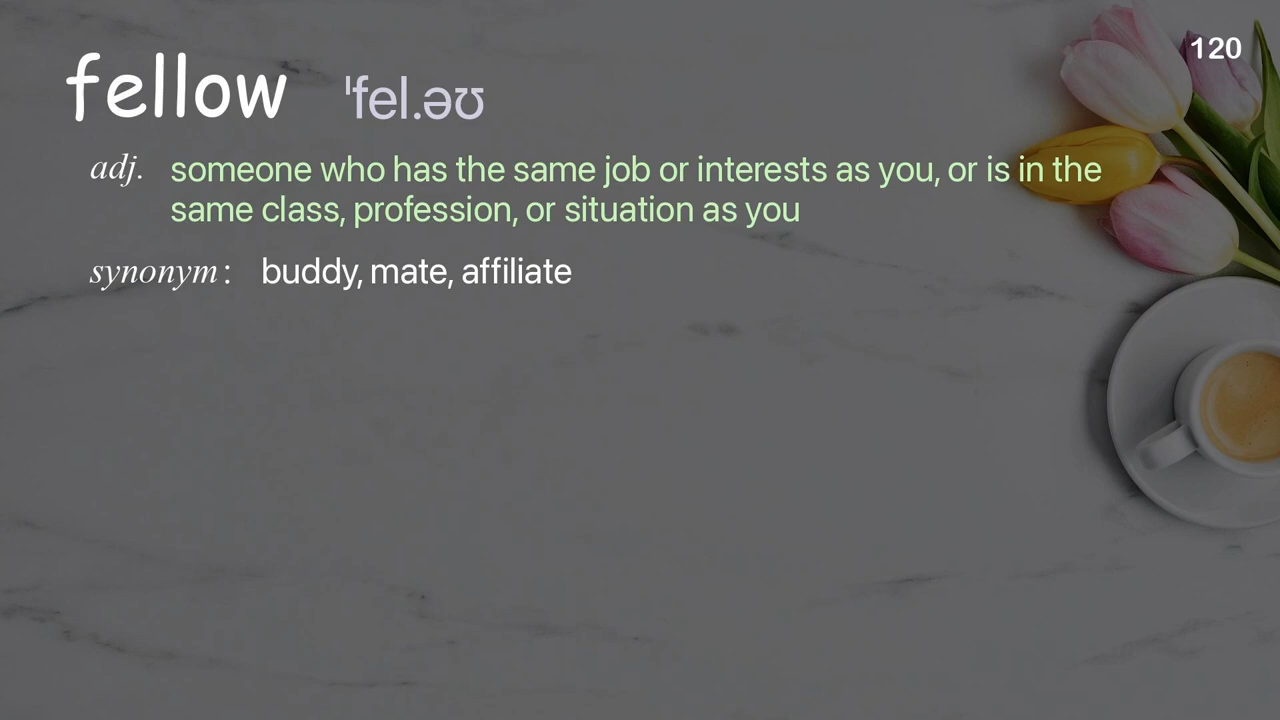 120
fellow ˈfel.əʊ
adj. someone who has the same job or interests as you, or is in the
same class, profession, or situation as you
synonym : buddy, mate, affiliate